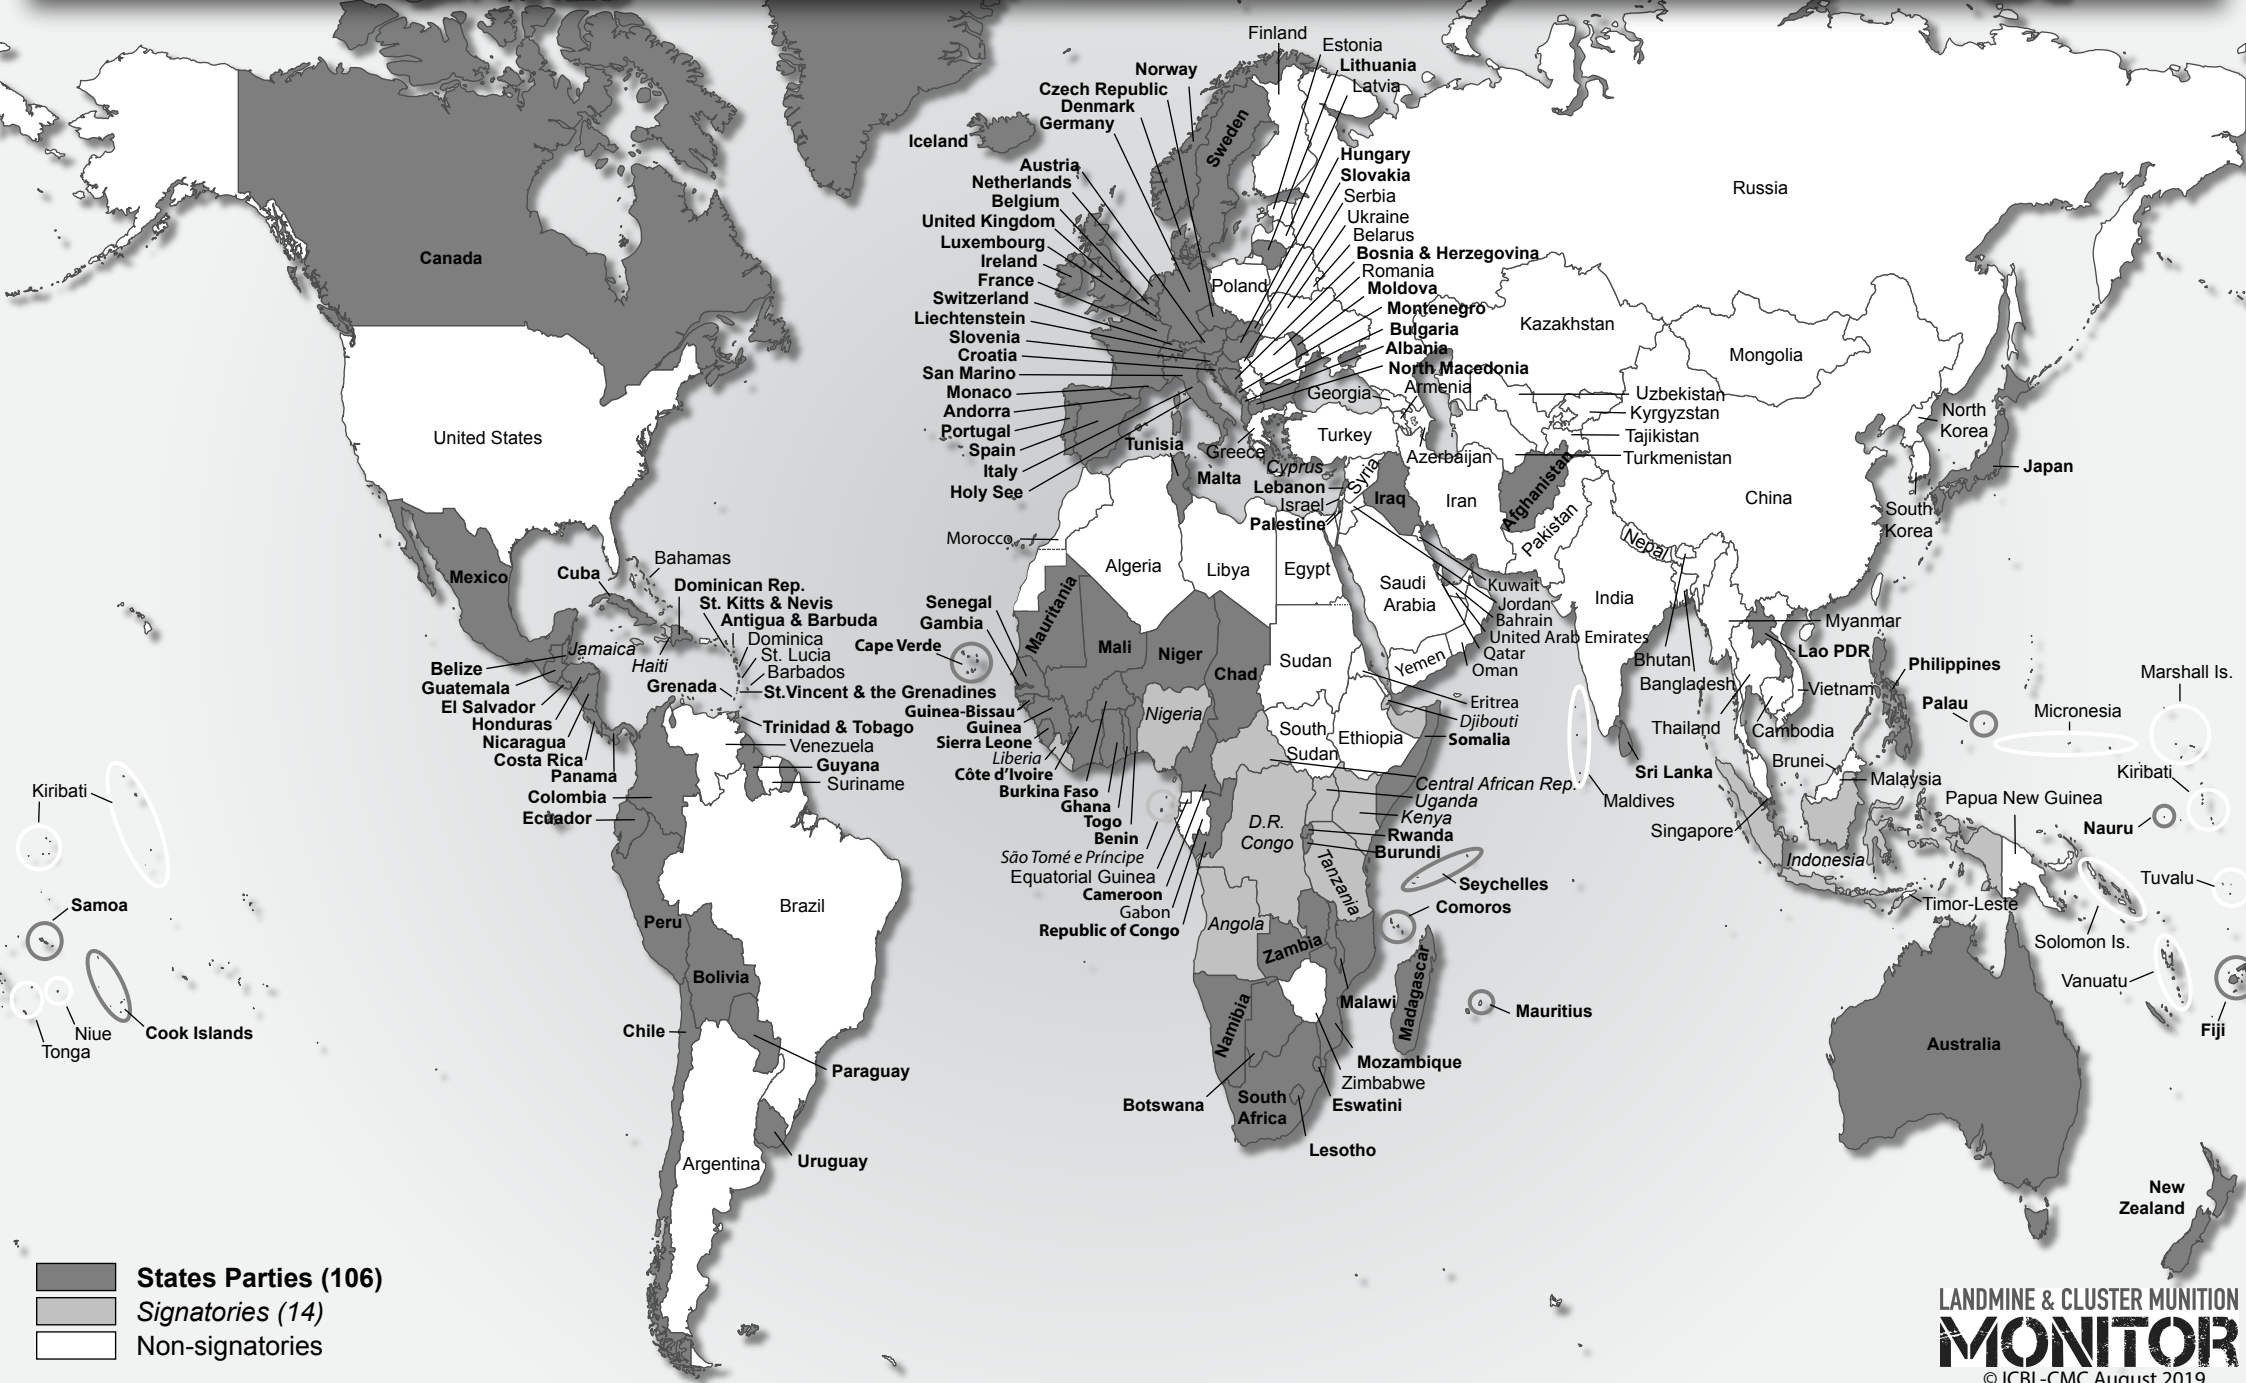 Finland
Estonia
Lithuania
Latvia
Norway
Czech Republic
Denmark
Germany
Iceland
Sweden
Austria
Netherlands
Belgium
United Kingdom
Luxembourg
Ireland
France
Switzerland
Liechtenstein
Slovenia
Croatia
San Marino
Monaco
Andorra
Portugal
Spain
Italy
Holy See
Hungary
Slovakia
Serbia
Ukraine
Belarus
Bosnia & Herzegovina
Romania
Moldova
Montenegro
Bulgaria
Albania
North Macedonia
Armenia
Georgia
Poland
Russia
Kazakhstan
Mongolia
Uzbekistan
Kyrgyzstan
Tajikistan
Turkmenistan
Azerbaijan
Turkey
Greece
Cyprus
Tunisia
Malta
Lebanon
Israel
Palestine
Syria
Iraq
Iran
Afghanistan
Pakistan
Nepal
China
North
Korea
South
Korea
Japan
Canada
United States
Mexico
Cuba
Bahamas
Dominican Rep.
St. Kitts & Nevis
Antigua & Barbuda
Dominica
St. Lucia
Barbados
St.Vincent & the Grenadines
Jamaica
Haiti
Grenada
Trinidad & Tobago
Venezuela
Guyana
Suriname
Belize
Guatemala
El Salvador
Honduras
Nicaragua
Costa Rica
Panama
Colombia
Ecuador
Peru
Brazil
Bolivia
Chile
Paraguay
Uruguay
Argentina
Morocco
Algeria
Libya
Egypt
Saudi
Arabia
Kuwait
Jordan
Bahrain
United Arab Emirates
Qatar
Oman
Yemen
Senegal
Gambia
Cape Verde
Mauritania
Mali
Niger
Chad
Sudan
Nigeria
South
Sudan
Ethiopia
Eritrea
Djibouti
Somalia
Guinea-Bissau
Guinea
Sierra Leone
Liberia
Côte d’Ivoire
Burkina Faso
Ghana
Togo
Benin
São Tomé e Príncipe
Equatorial Guinea
Cameroon
Gabon
Republic of Congo
Central African Rep.
Uganda
Kenya
Rwanda
Burundi
D.R.
Congo
Tanzania
Angola
Zambia
Malawi
Seychelles
Comoros
Madagascar
Mauritius
Namibia
Mozambique
Zimbabwe
Botswana
South
Africa
Eswatini
Lesotho
India
Bhutan
Bangladesh
Myanmar
Lao PDR
Vietnam
Thailand
Cambodia
Philippines
Palau
Brunei
Malaysia
Sri Lanka
Maldives
Singapore
Indonesia
Timor-Leste
Papua New Guinea
Marshall Is.
Micronesia
Kiribati
Nauru
Tuvalu
Solomon Is.
Vanuatu
Fiji
Australia
New
Zealand
Kiribati
Samoa
Niue
Tonga
Cook Islands
States Parties (106)
Signatories (14)
Non-signatories
LANDMINE & CLUSTER MUNITION
MONITOR
© ICBL-CMC August 2019